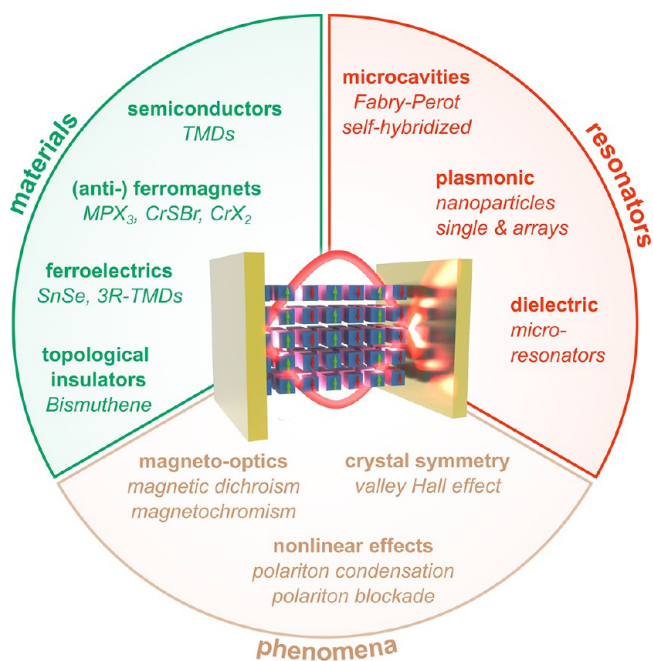 materials
semiconductors
TMDs
(anti-) ferromagnets
MPX₃, CrSBr, CrX₂
ferroelectrics
SnSe, 3R-TMDs
topological
insulators
Bismuthene
resonators
microcavities
Fabry-Perot
self-hybridized
plasmonic
nanoparticles
single & arrays
dielectric
micro-
resonators
magneto-optics
magnetic dichroism
magnetochromism
crystal symmetry
valley Hall effect
nonlinear effects
polariton condensation
polariton blockade
phenomena